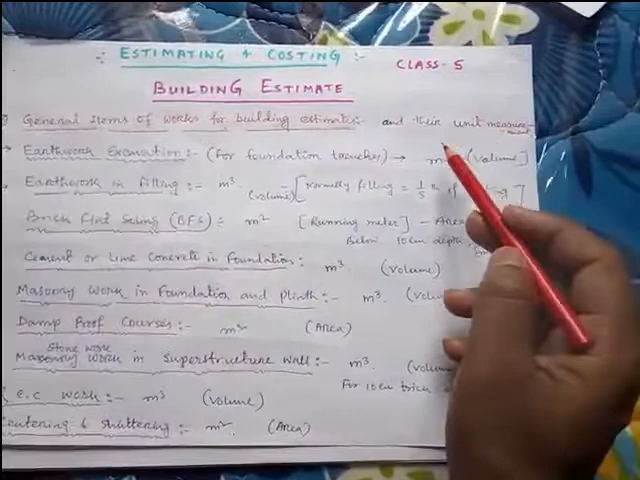 ESTIMATING & COSTING :-
CLASS-5
BUILDING ESTIMATE
General items of works for building estimates:- and their unit measure-
ment
Earthwork Excavation:- (For foundation trenches) → (Volume]
Earthwork in Filling:- m³ (Volume) [Normally filling = 1/5 th of
Brick Flat Soling (BFS): m² [Running meter] - Area
Below 10cm depth
Cement or Lime Concrete in Foundation: m³ (Volume)
Masonry Work in Foundation and Plinth:- m³
Damp Proof Courses:- m² (Area)
Stone work
Masonry Work in Superstructure Wall:- m³
For 10cm brick
R.C.C Work:- m³ (Volume)
Centering & Shuttering:- m² (Area)